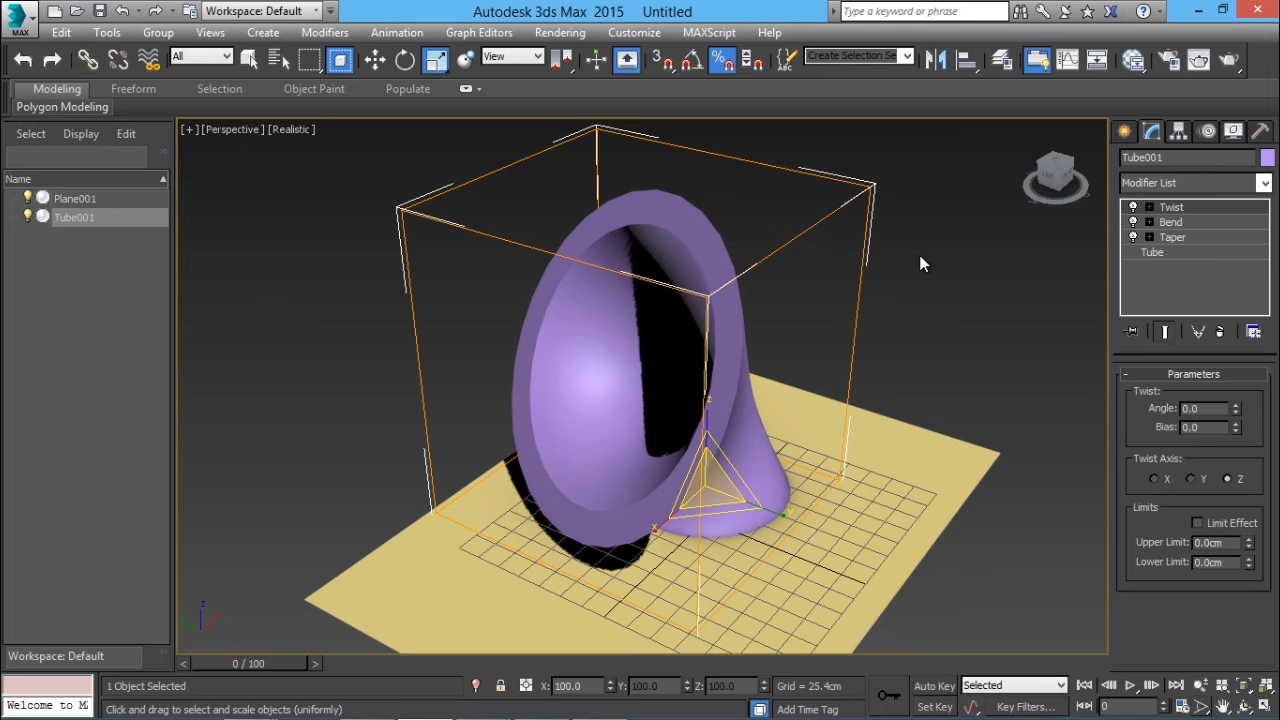 MAX
Workspace: Default
Autodesk 3ds Max 2015 Untitled
Type a keyword or phrase
Edit Tools Group Views Create Modifiers Animation Graph Editors Rendering Customize MAXScript Help
All
View
Create Selection Se
Modeling Freeform Selection Object Paint Populate
Polygon Modeling
Select Display Edit
Name
Plane001
Tube001
[+] [Perspective] [Realistic]
Tube001
Modifier List
Twist
Bend
Taper
Tube
Parameters
Twist:
Angle: 0.0
Bias: 0.0
Twist Axis:
X Y Z
Limits
Limit Effect
Upper Limit: 0.0cm
Lower Limit: 0.0cm
Z
X
Y
Workspace: Default
0 / 100
1 Object Selected
X: 100.0 Y: 100.0 Z: 100.0
Grid = 25.4cm
Auto Key
Selected
Welcome to M
Click and drag to select and scale objects (uniformly)
Add Time Tag
Set Key
Key Filters...
0